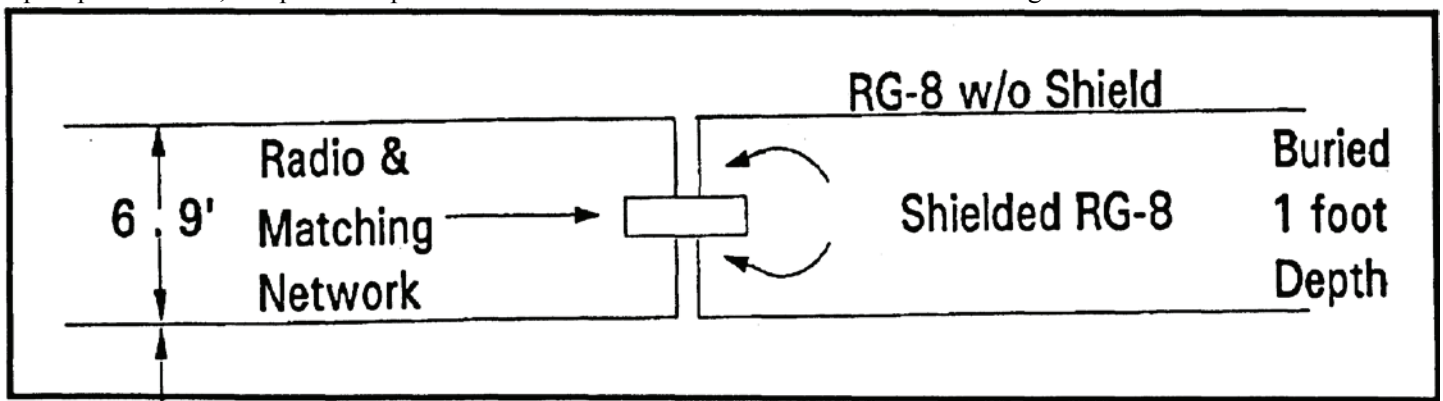 RG-8 w/o Shield
Radio &
Matching
Network
6.9'
Shielded RG-8
Buried
1 foot
Depth